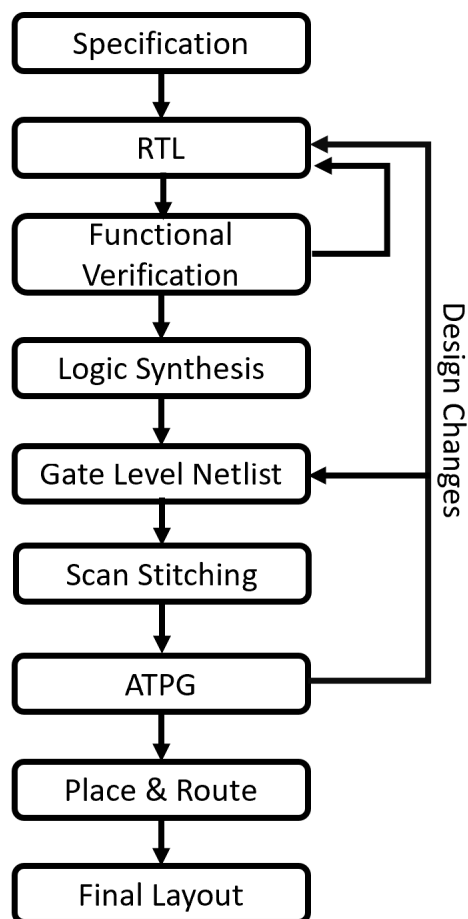 Specification
RTL
Functional
Verification
Logic Synthesis
Gate Level Netlist
Scan Stitching
ATPG
Place & Route
Final Layout
Design Changes